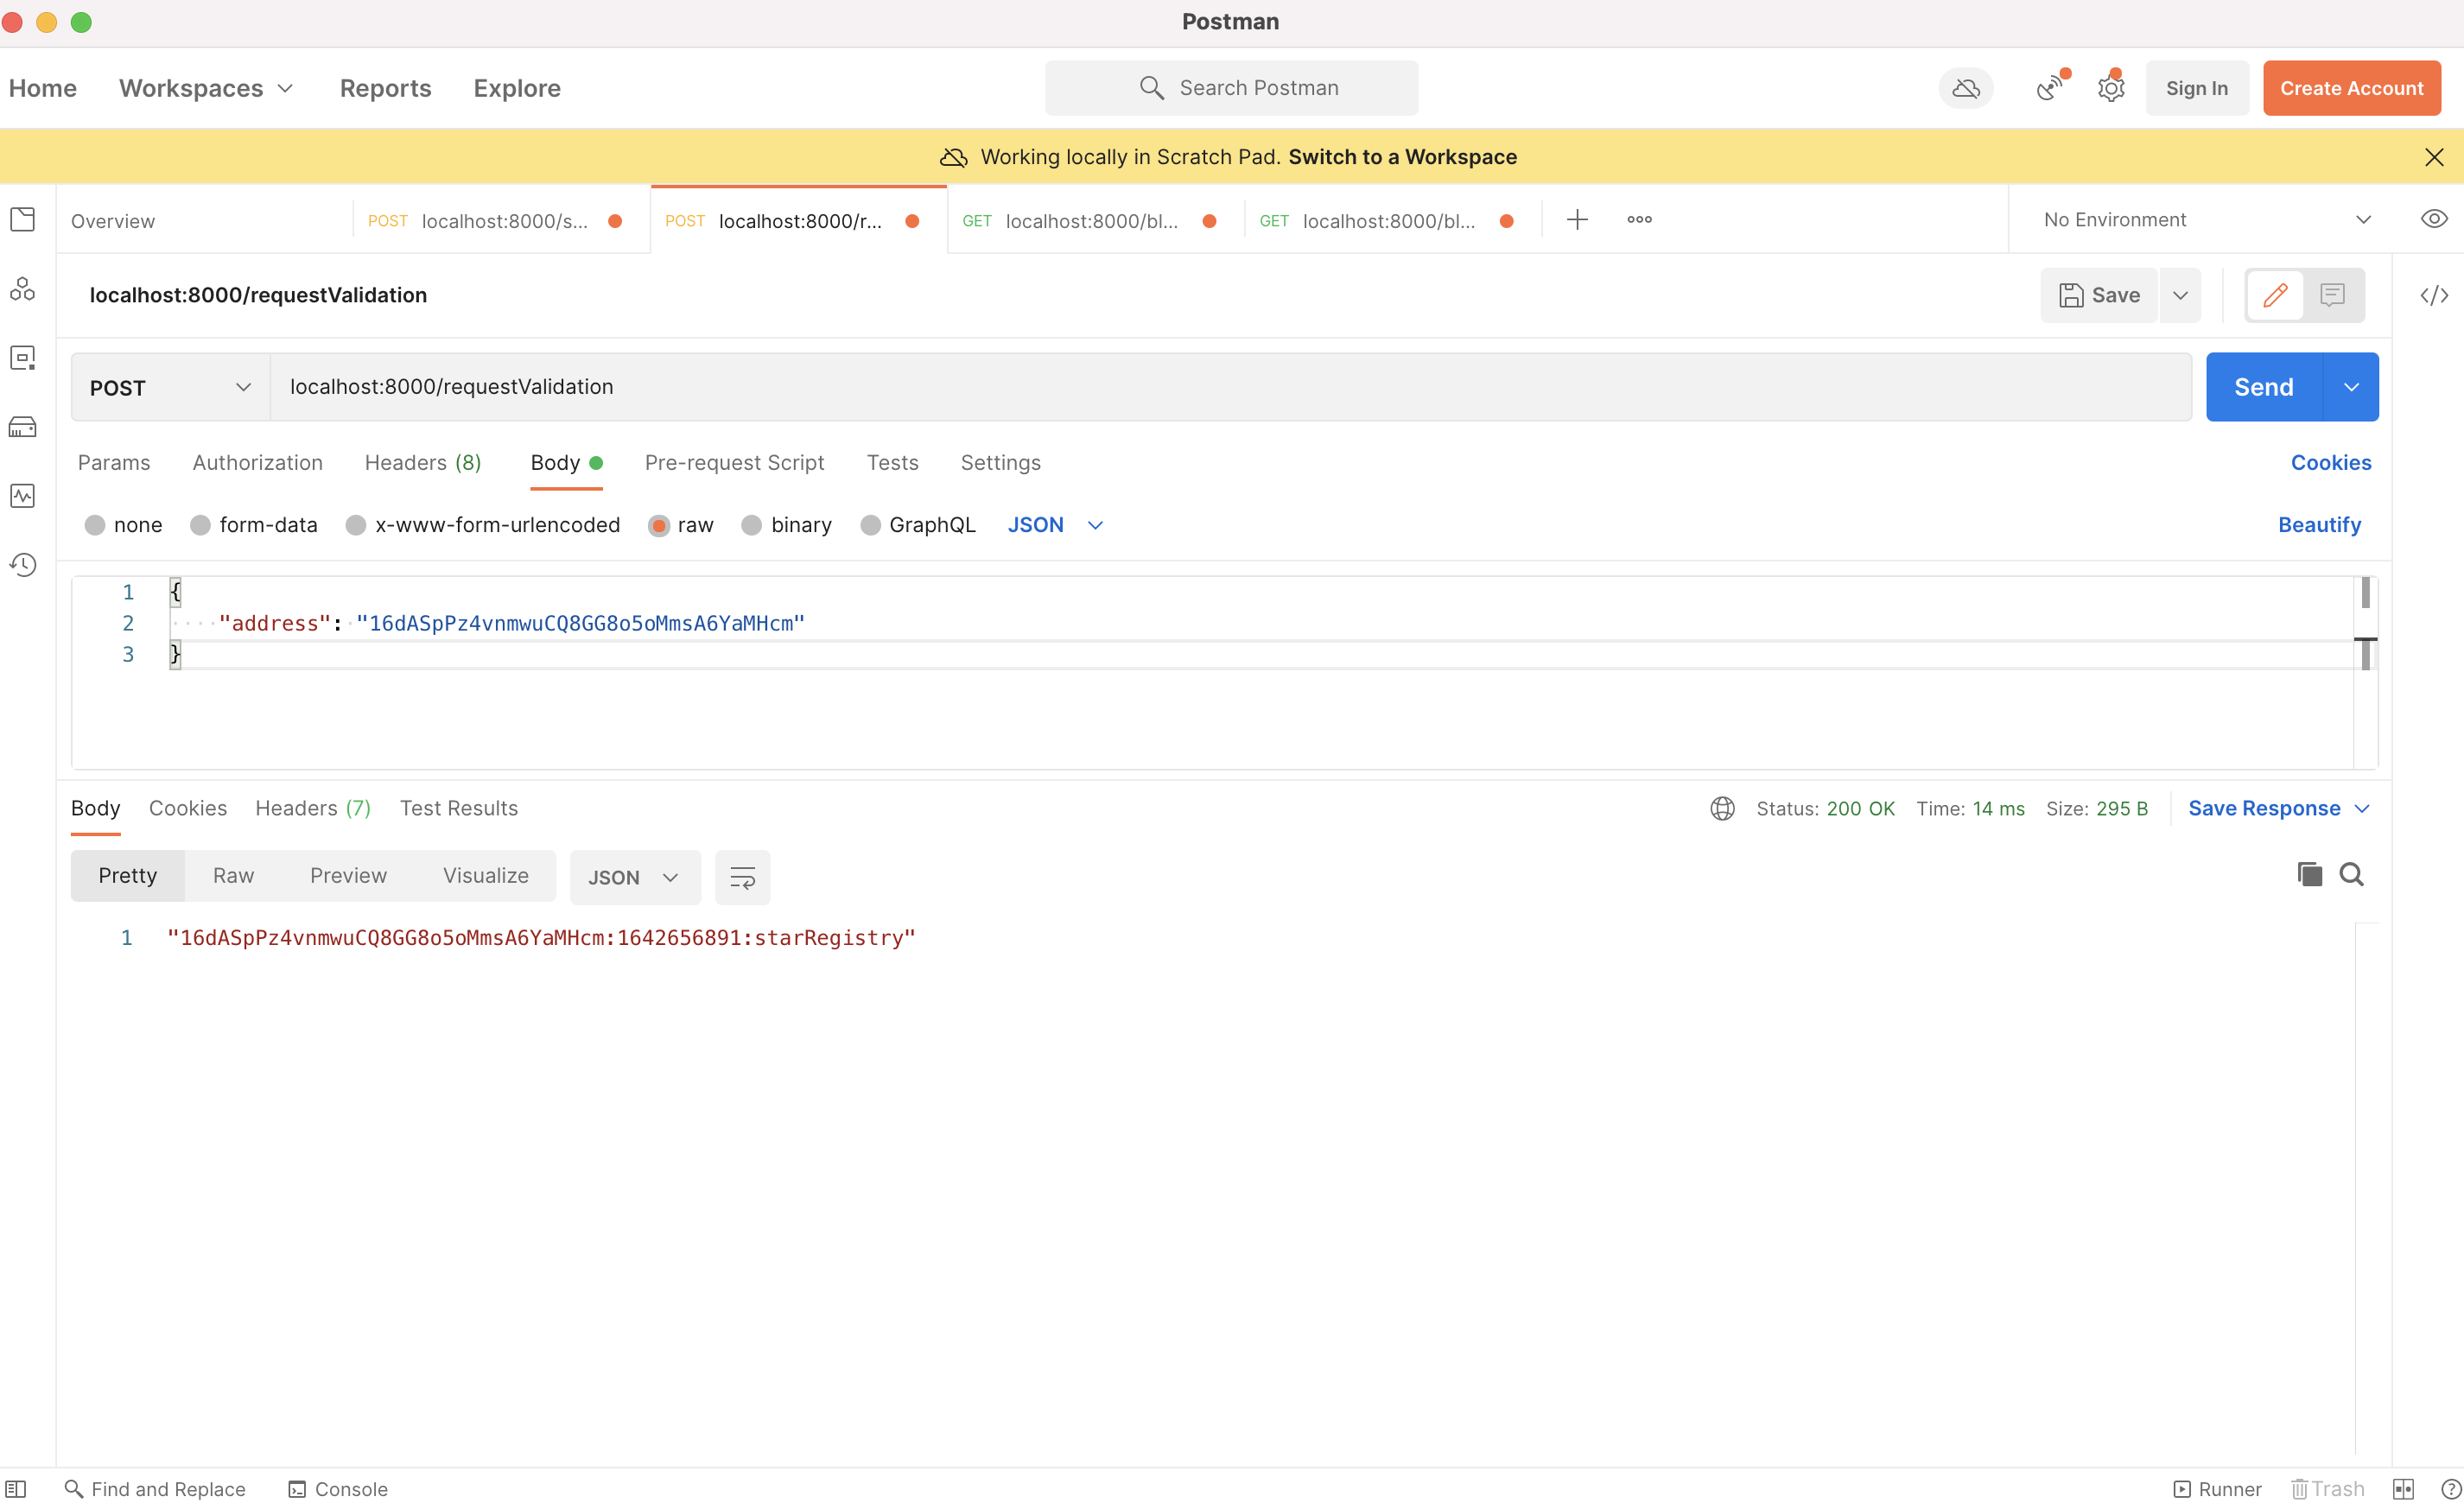 Postman
Home Workspaces Reports Explore Search Postman Sign In Create Account
Working locally in Scratch Pad. Switch to a Workspace
Overview POST localhost:8000/s... POST localhost:8000/r... GET localhost:8000/bl... GET localhost:8000/bl... No Environment
localhost:8000/requestValidation Save
POST localhost:8000/requestValidation Send
Params Authorization Headers (8) Body Pre-request Script Tests Settings Cookies
none form-data x-www-form-urlencoded raw binary GraphQL JSON Beautify
1 {
2 "address": "16dASpPz4vnmwuCQ8GG8o5oMmsA6YaMHcm"
3 }
Body Cookies Headers (7) Test Results Status: 200 OK Time: 14 ms Size: 295 B Save Response
Pretty Raw Preview Visualize JSON
1 "16dASpPz4vnmwuCQ8GG8o5oMmsA6YaMHcm:1642656891:starRegistry"
Find and Replace Console Runner Trash